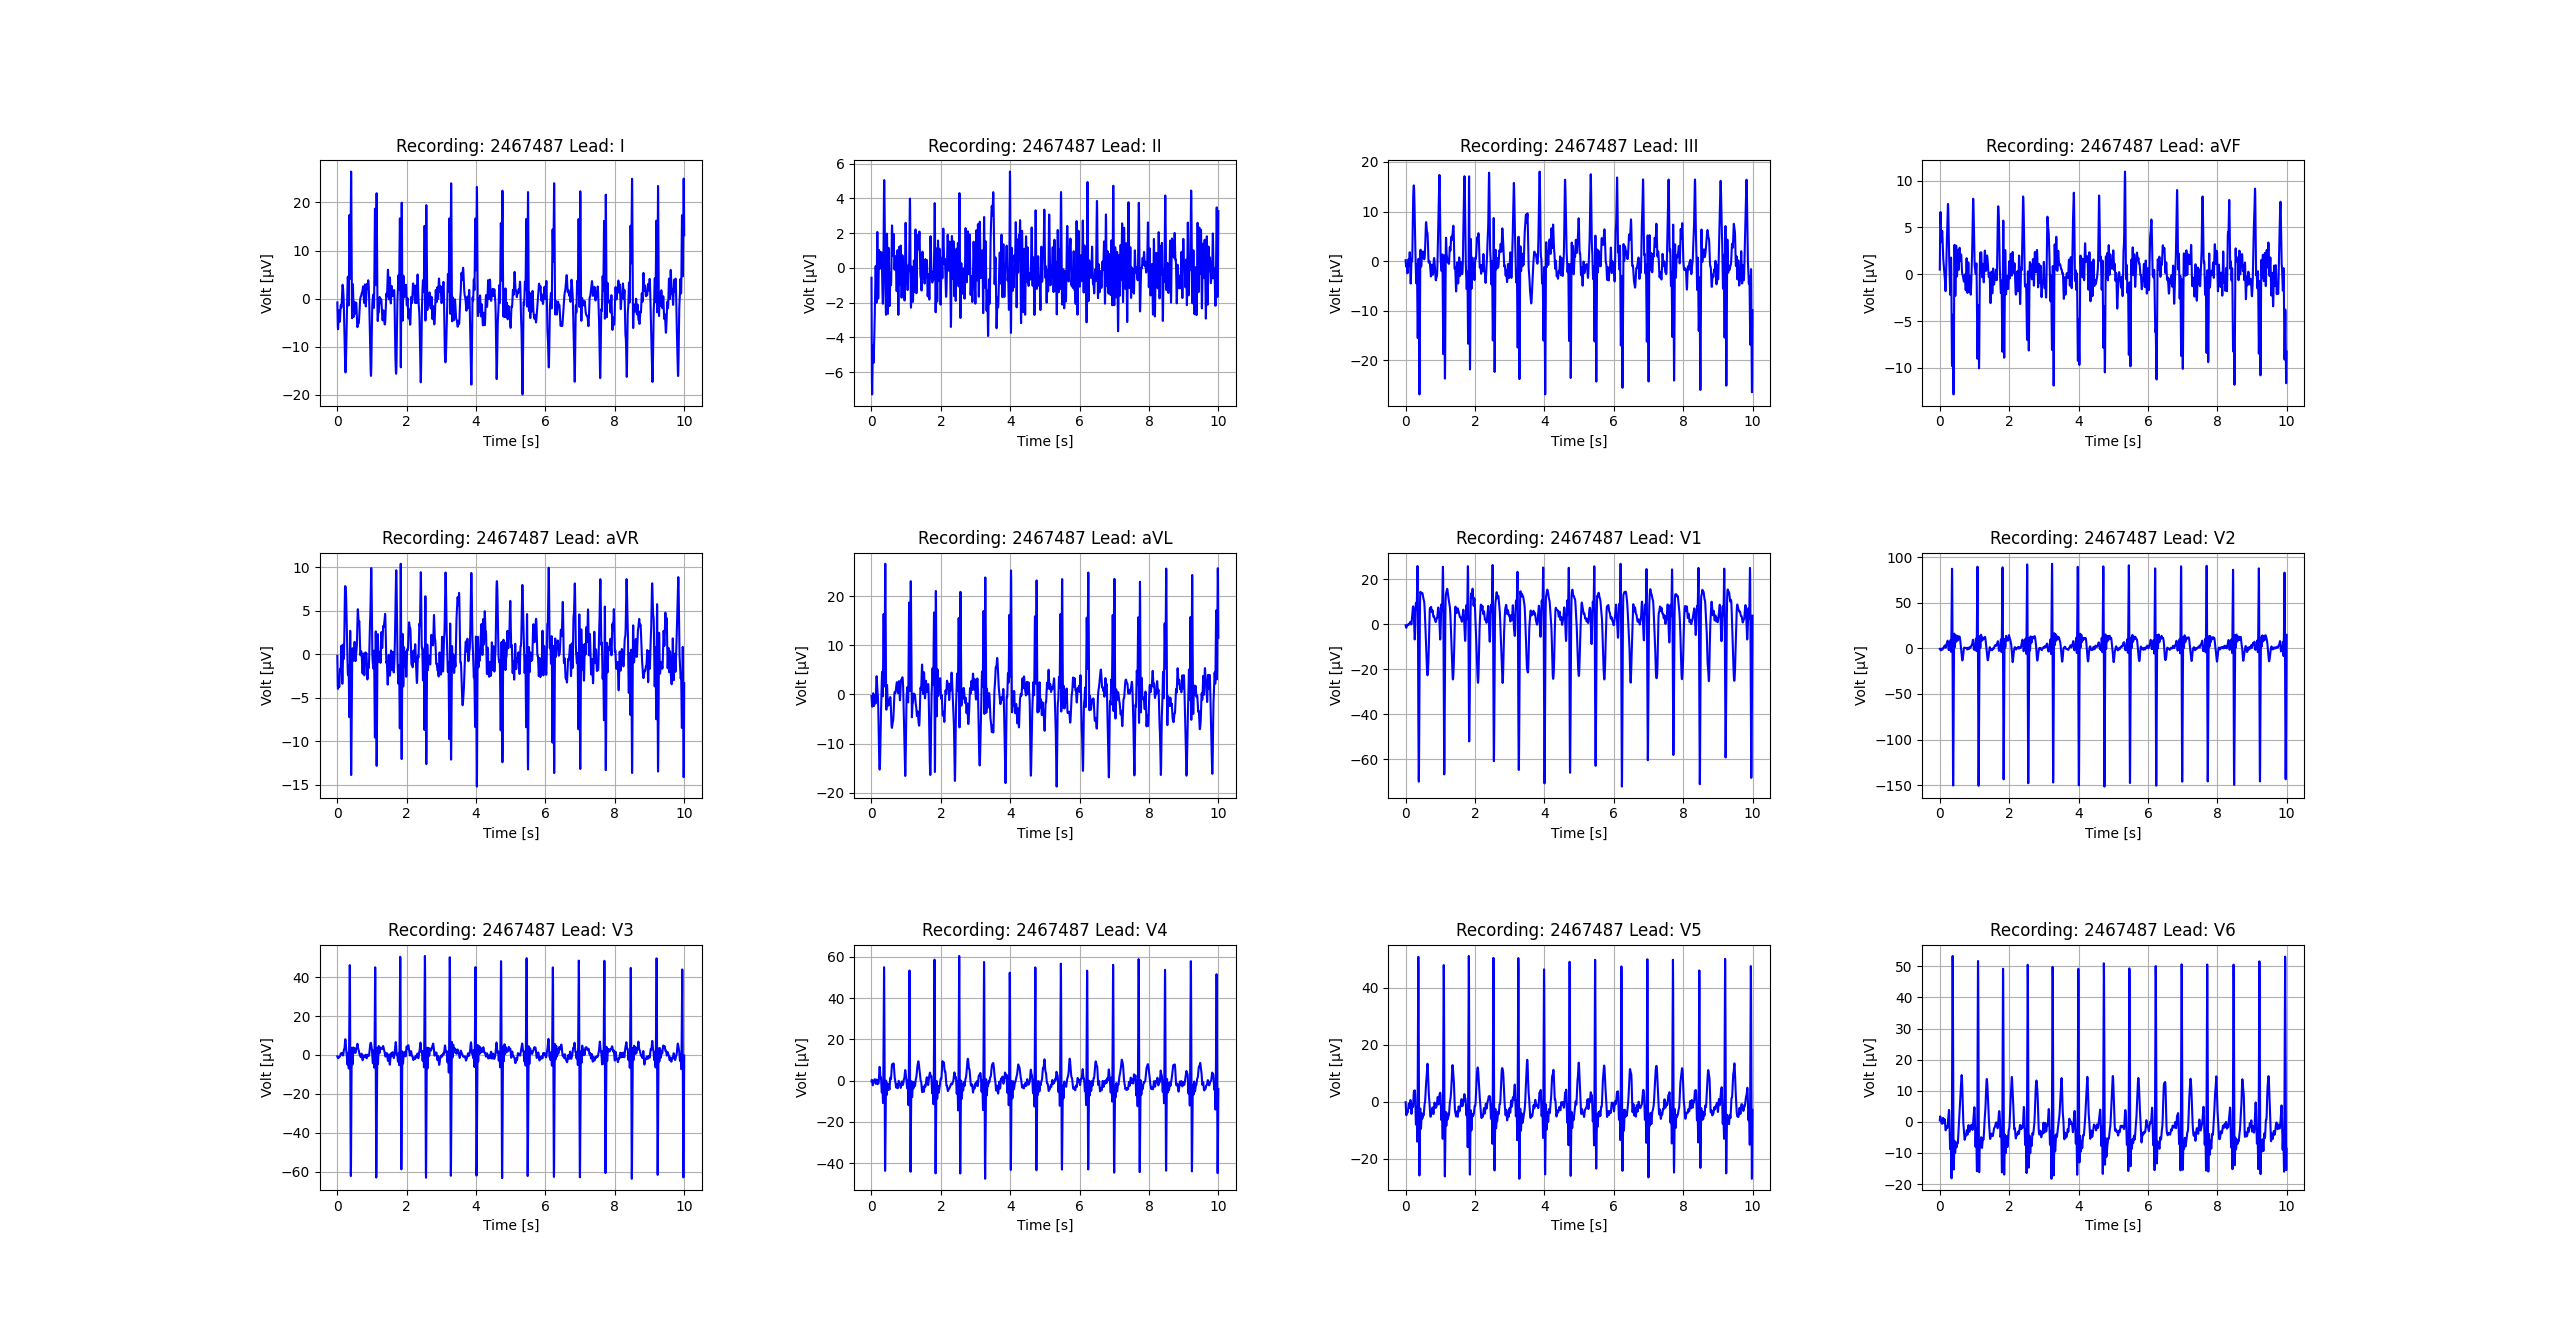 Recording: 2467487 Lead: I
Recording: 2467487 Lead: II
Recording: 2467487 Lead: III
Recording: 2467487 Lead: aVF
20
10
0
−10
−20
Volt [µV]
0 2 4 6 8 10
Time [s]
6
4
2
0
−2
−4
−6
Volt [µV]
0 2 4 6 8 10
Time [s]
20
10
0
−10
−20
Volt [µV]
0 2 4 6 8 10
Time [s]
10
5
0
−5
−10
Volt [µV]
0 2 4 6 8 10
Time [s]
Recording: 2467487 Lead: aVR
Recording: 2467487 Lead: aVL
Recording: 2467487 Lead: V1
Recording: 2467487 Lead: V2
10
5
0
−5
−10
−15
Volt [µV]
0 2 4 6 8 10
Time [s]
20
10
0
−10
−20
Volt [µV]
0 2 4 6 8 10
Time [s]
20
0
−20
−40
−60
Volt [µV]
0 2 4 6 8 10
Time [s]
100
50
0
−50
−100
−150
Volt [µV]
0 2 4 6 8 10
Time [s]
Recording: 2467487 Lead: V3
Recording: 2467487 Lead: V4
Recording: 2467487 Lead: V5
Recording: 2467487 Lead: V6
40
20
0
−20
−40
−60
Volt [µV]
0 2 4 6 8 10
Time [s]
60
40
20
0
−20
−40
Volt [µV]
0 2 4 6 8 10
Time [s]
40
20
0
−20
Volt [µV]
0 2 4 6 8 10
Time [s]
50
40
30
20
10
0
−10
−20
Volt [µV]
0 2 4 6 8 10
Time [s]